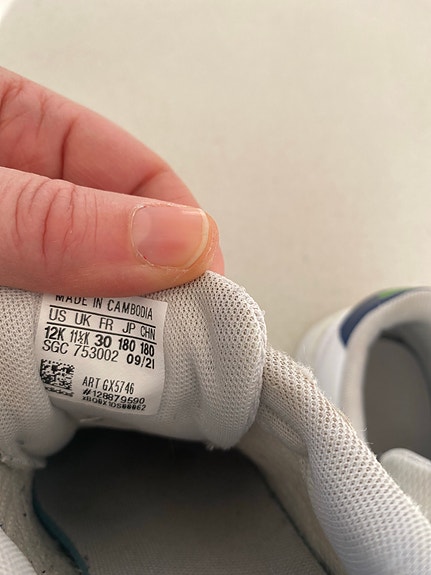 MADE IN CAMBODIA
US UK FR JP CHN
12K 11½K 30 180 180
SGC 753002 09/21
ART GX5746
#128879590